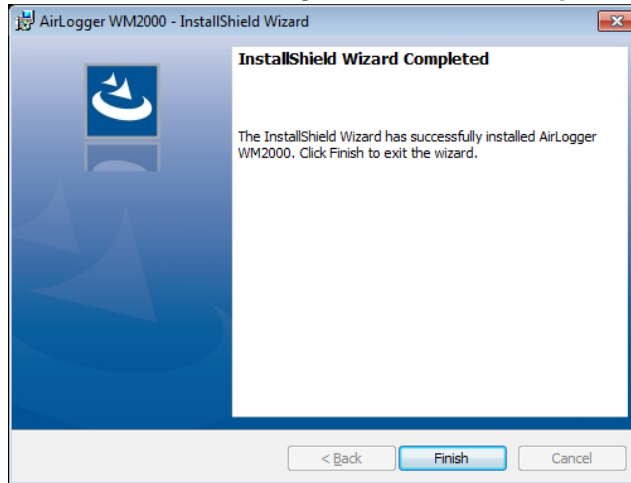 AirLogger WM2000 - InstallShield Wizard
InstallShield Wizard Completed
The InstallShield Wizard has successfully installed AirLogger
WM2000. Click Finish to exit the wizard.
< Back
Finish
Cancel